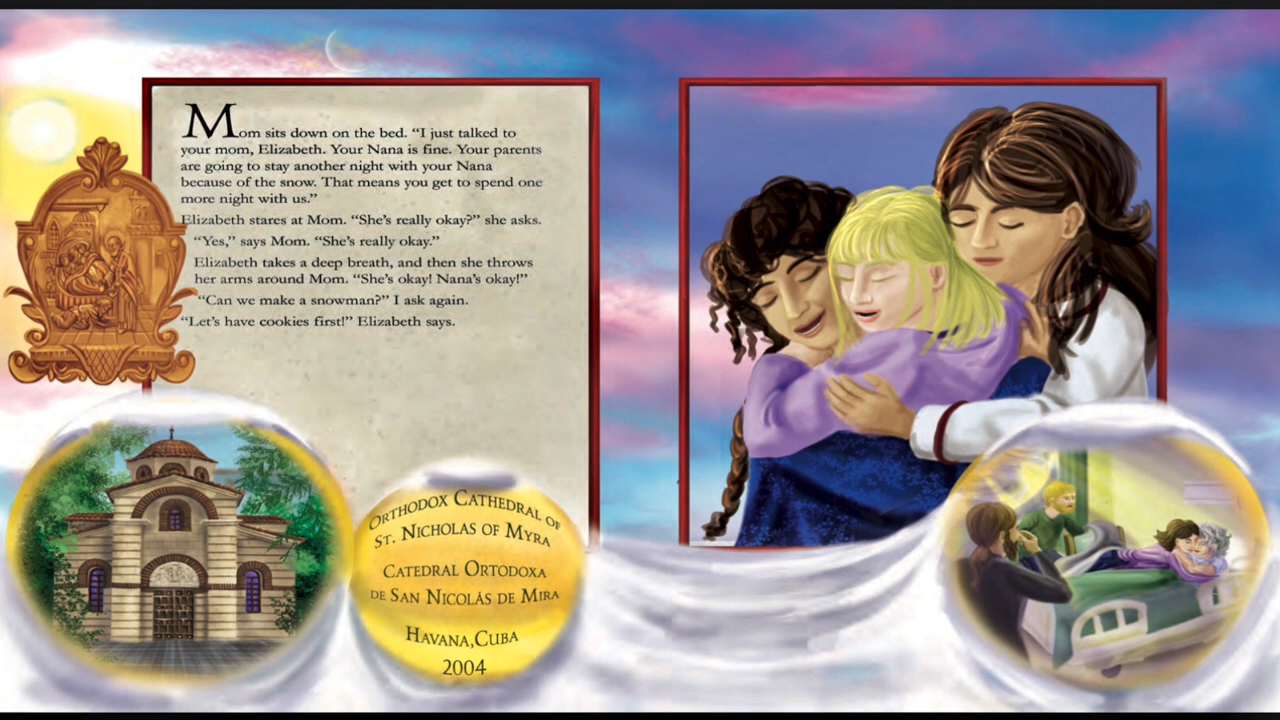 Mom sits down on the bed. “I just talked to
your mom, Elizabeth. Your Nana is fine. Your parents
are going to stay another night with your Nana
because of the snow. That means you get to spend one
more night with us.”
Elizabeth stares at Mom. “She’s really okay?” she asks.
“Yes,” says Mom. “She’s really okay.”
Elizabeth takes a deep breath, and then she throws
her arms around Mom. “She’s okay! Nana’s okay!”
“Can we make a snowman?” I ask again.
“Let’s have cookies first!” Elizabeth says.
Orthodox Cathedral of
St. Nicholas of Myra
Catedral Ortodoxa
de San Nicolás de Mira
Havana,Cuba
2004